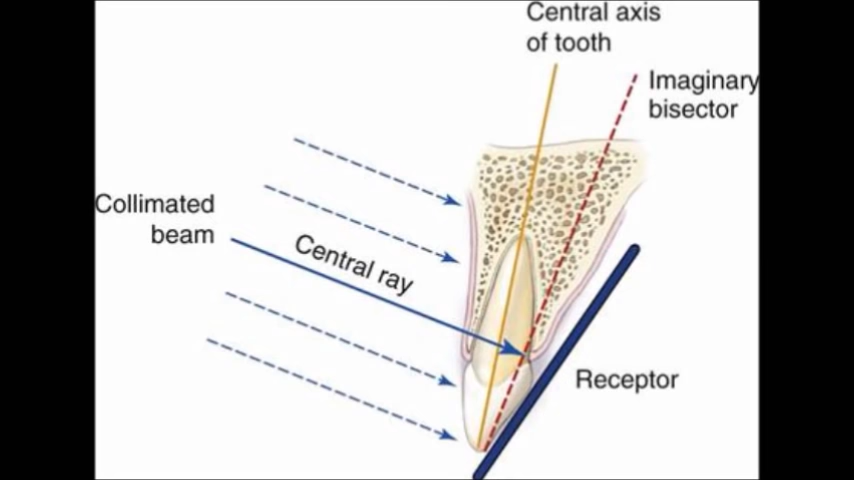 Central axis
of tooth
Imaginary
bisector
Collimated
beam
Central ray
Receptor